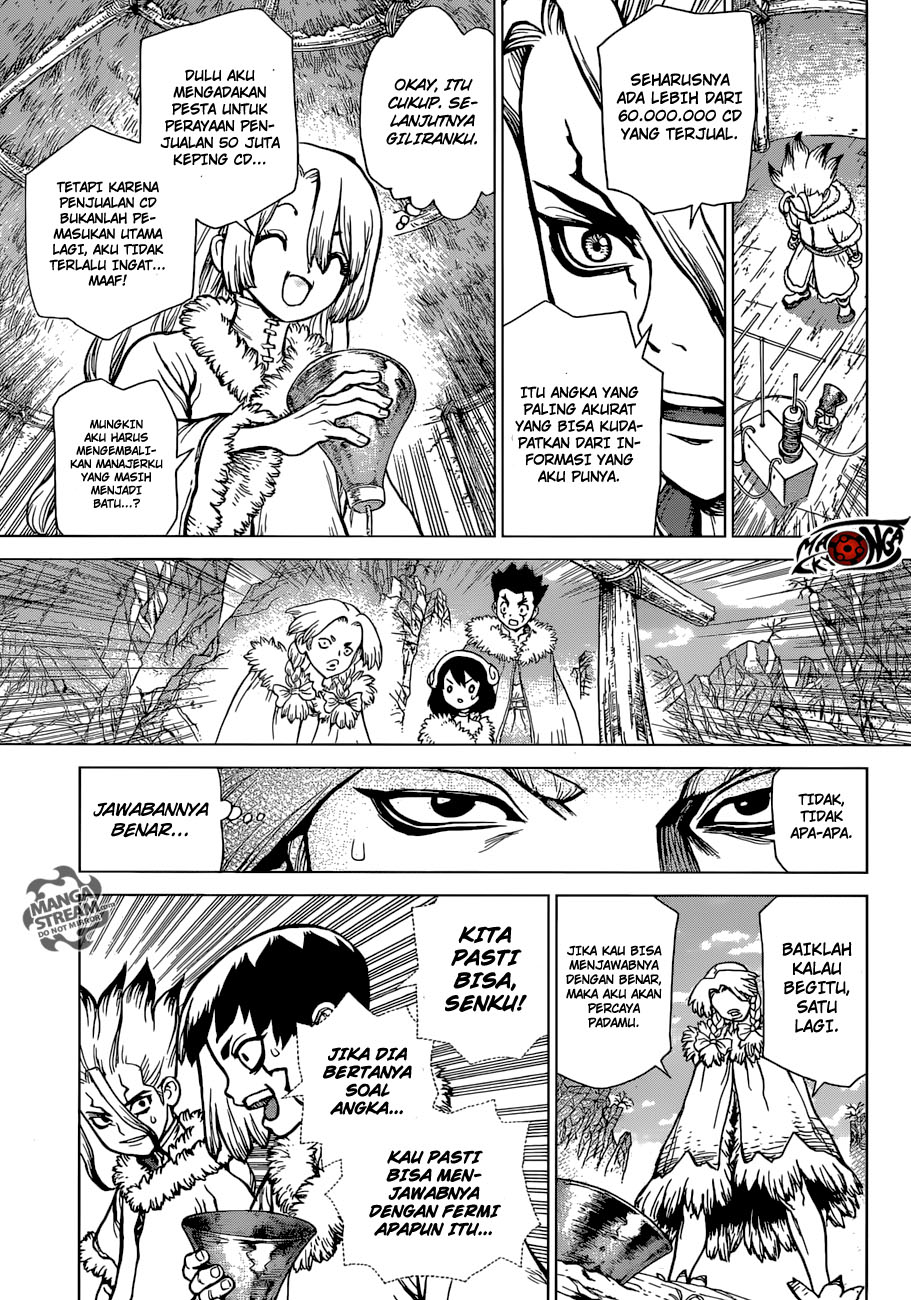 SEHARUSNYA
ADA LEBIH DARI
60.000.000 CD
YANG TERJUAL.
ITU ANGKA YANG
PALING AKURAT
YANG BISA KUDA-
PATKAN DARI IN-
FORMASI YANG
AKU PUNYA.
OKAY, ITU
CUKUP. SE-
LANJUTNYA
GILIRANKU.
DULU AKU
MENGADAKAN
PESTA UNTUK
PERAYAAN PEN-
JUALAN 50 JUTA
KEPING CD...
TETAPI KARENA
PENJUALAN CD
BUKANLAH PE-
MASUKAN UTAMA
LAGI, AKU TIDAK
TERLALU INGAT...
MAAF!
MUNGKIN
AKU HARUS
MENGEMBALI-
KAN MANAJERKU
YANG MASIH
MENJADI
BATU...?
MANGACKY
TIDAK,
TIDAK
APA-APA.
JAWABANNYA
BENAR...
BAIKLAH
KALAU
BEGITU,
SATU
LAGI.
JIKA KAU BISA
MENJAWABNYA
DENGAN BENAR,
MAKA AKU AKAN
PERCAYA
PADAMU.
KITA
PASTI
BISA,
SENKU!
JIKA DIA
BERTANYA
SOAL
ANGKA...
KAU PASTI
BISA MEN-
JAWABNYA
DENGAN FERMI
APAPUN ITU...
MANGA
STREAM.com
DO NOT MIRROR